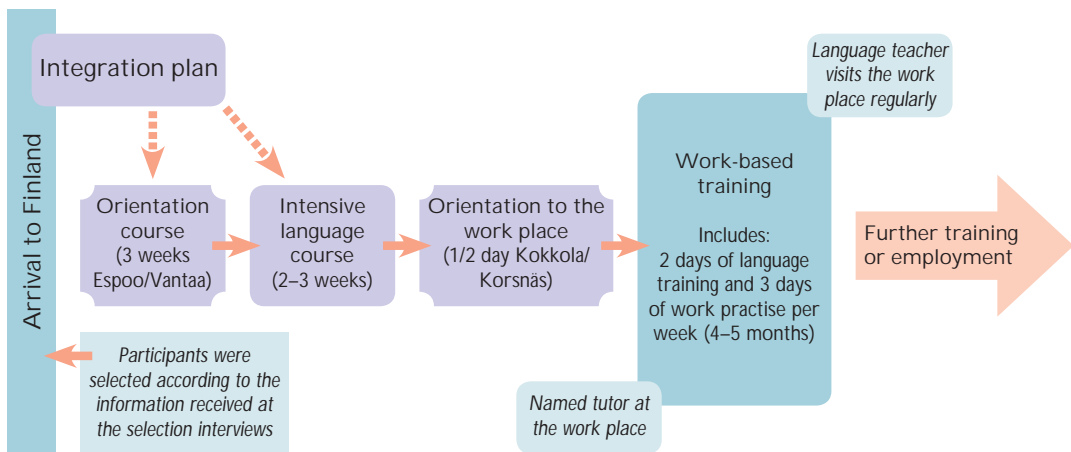 Arrival to Finland
Integration plan
Language teacher
visits the work
place regularly
Orientation
course
(3 weeks
Espoo/Vantaa)
Intensive
language
course
(2–3 weeks)
Orientation to the
work place
(1/2 day Kokkola/
Korsnäs)
Work-based
training
Includes:
2 days of language
training and 3 days
of work practise per
week (4–5 months)
Further training
or employment
Participants were
selected according to the
information received at
the selection interviews
Named tutor at
the work place